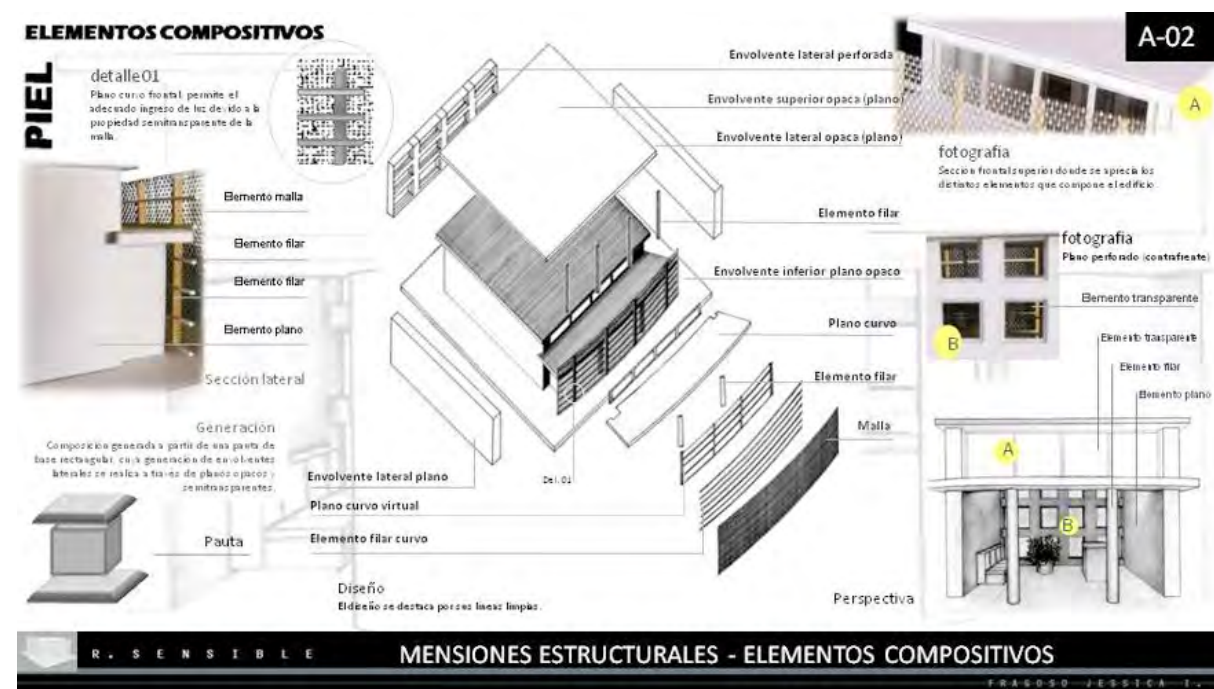 ELEMENTOS COMPOSITIVOS
A-02
PIEL
detalle01
Plano curvo frontal, permite el
adecuado ingreso de luz devido a la
propiedad semitransparente de la
malla.
Elemento malla
Elemento filar
Elemento filar
Elemento plano
Sección lateral
Generación
Composición generada a partir de una pauta de
base rectangular, cuya generacion de envolventes
laterales se realiza a través de planos opacos y
semitransparentes.
Pauta
Envolvente lateral perforada
Envolvente superior opaca (plano)
Envolvente lateral opaca (plano)
Elemento filar
Envolvente inferior plano opaco
Plano curvo
Elemento filar
Malla
Envolvente lateral plano
Plano curvo virtual
Elemento filar curvo
Det. 01
Diseño
El diseño se destaca por sus lineas limpias.
A
fotografia
Seccion frontal superior donde se aprecia los
distintos elementos que compone el edificio
fotografia
Plano perforado (contrafrente)
Elemento transparente
B
Elemento transparente
Elemento filar
Elemento plano
A
B
Perspectiva
R. SENSIBLE
MENSIONES ESTRUCTURALES - ELEMENTOS COMPOSITIVOS
FRAGOSO JESSICA I.